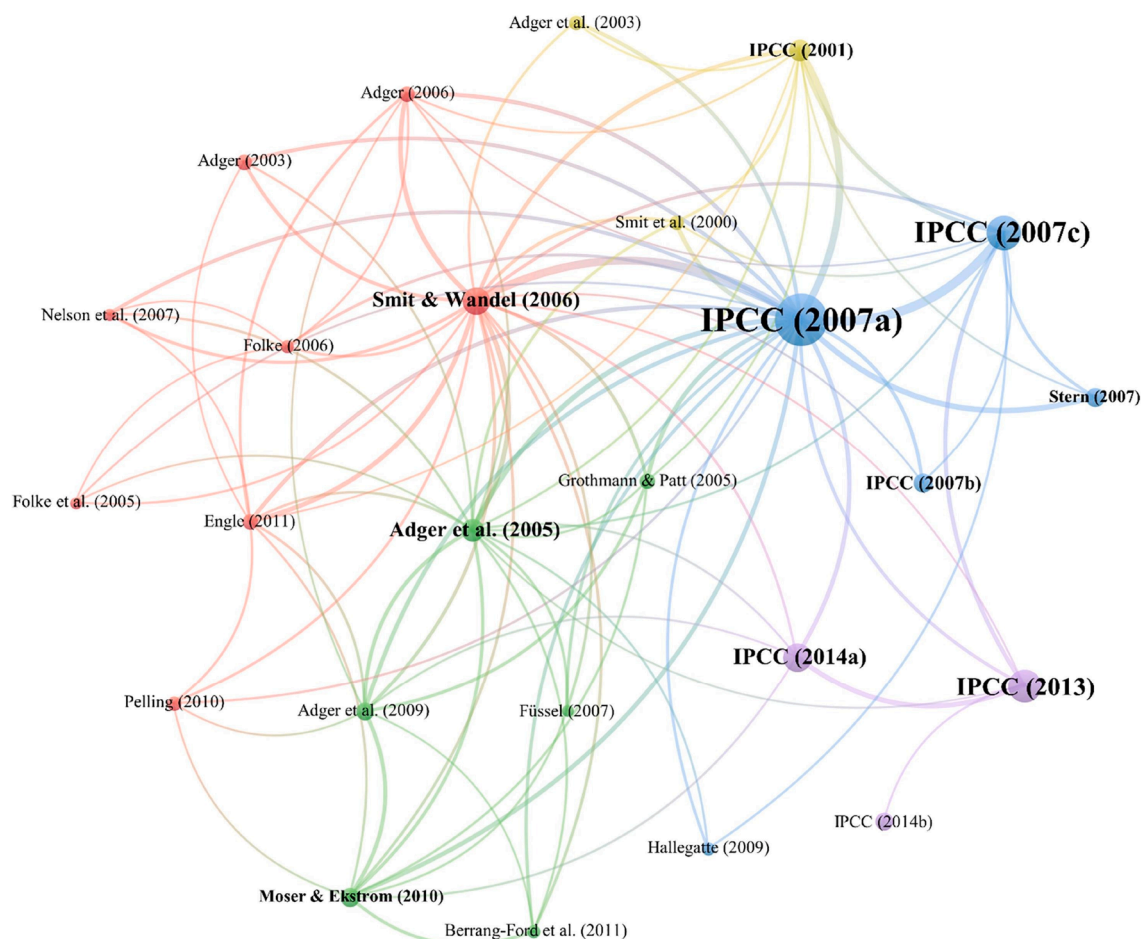 Adger et al. (2003)
IPCC (2001)
Adger (2006)
Adger (2003)
Smit et al. (2000)
IPCC (2007c)
Smit & Wandel (2006)
Nelson et al. (2007)
IPCC (2007a)
Folke (2006)
Stern (2007)
Grothmann & Patt (2005)
IPCC (2007b)
Folke et al. (2005)
Engle (2011)
Adger et al. (2005)
IPCC (2014a)
IPCC (2013)
Pelling (2010)
Adger et al. (2009)
Füssel (2007)
IPCC (2014b)
Hallegatte (2009)
Moser & Ekstrom (2010)
Berrang-Ford et al. (2011)